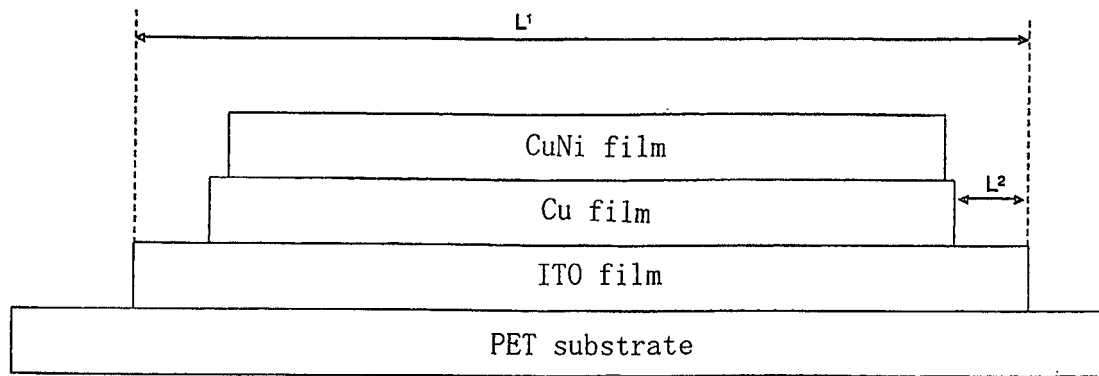 L¹
CuNi film
L²
Cu film
ITO film
PET substrate